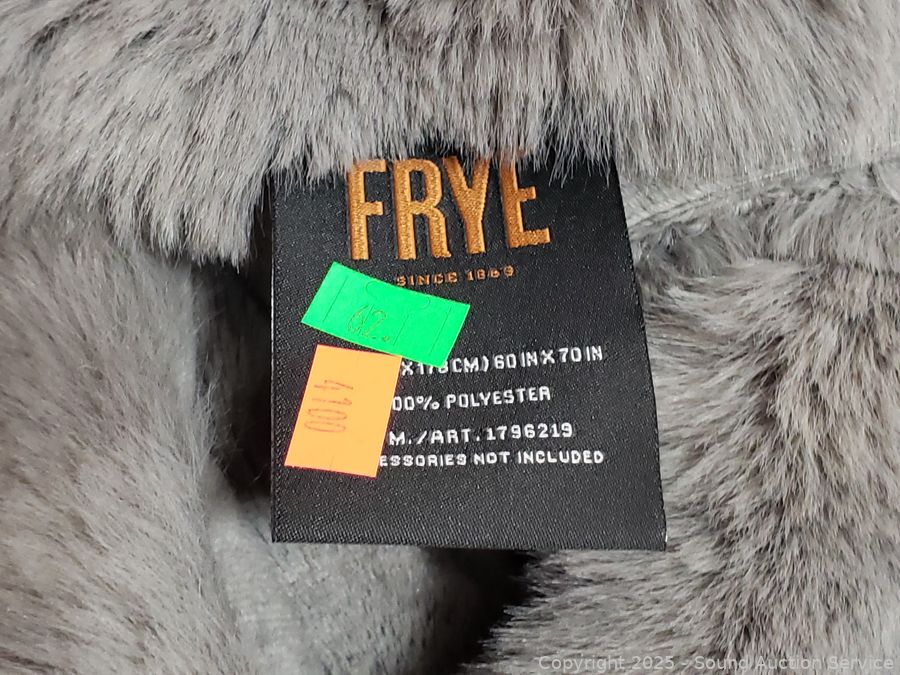 FRYE
SINCE 1869
62.
X178CM) 60 IN X 70 IN
00% POLYESTER
M./ART. 1796219
ESSORIES NOT INCLUDED
4100
Copyright 2025 - Sound Auction Service